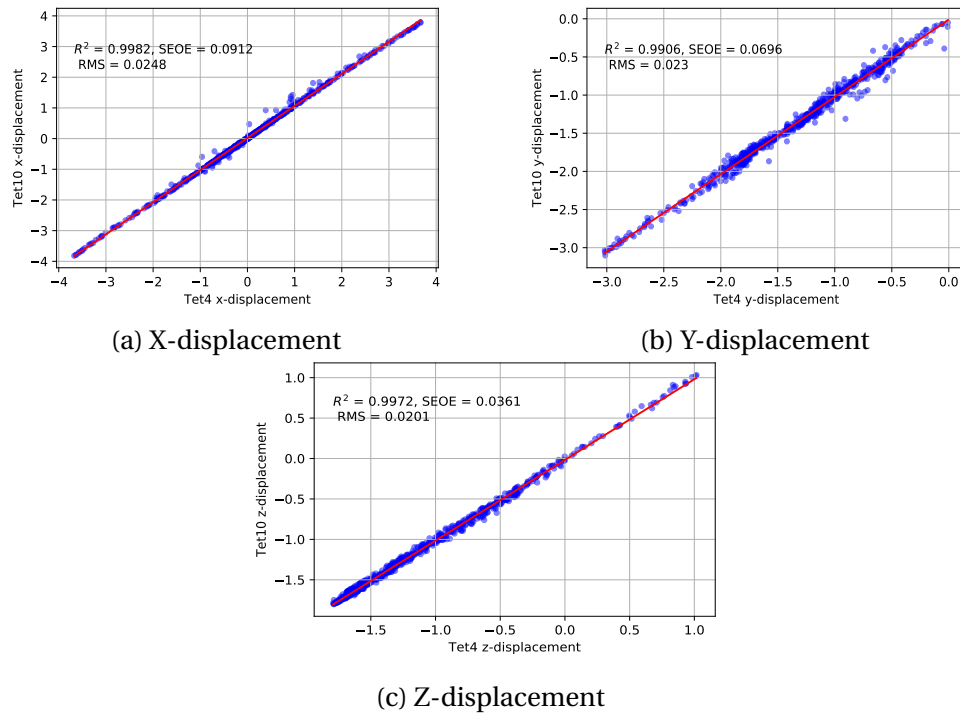 4
3
2
1
0
−1
−2
−3
−4
Tet10 x-displacement
R² = 0.9982, SEOE = 0.0912
RMS = 0.0248
−4 −3 −2 −1 0 1 2 3 4
Tet4 x-displacement
(a) X-displacement
0.0
−0.5
−1.0
−1.5
−2.0
−2.5
−3.0
Tet10 y-displacement
R² = 0.9906, SEOE = 0.0696
RMS = 0.023
−3.0 −2.5 −2.0 −1.5 −1.0 −0.5 0.0
Tet4 y-displacement
(b) Y-displacement
1.0
0.5
0.0
−0.5
−1.0
−1.5
Tet10 z-displacement
R² = 0.9972, SEOE = 0.0361
RMS = 0.0201
−1.5 −1.0 −0.5 0.0 0.5 1.0
Tet4 z-displacement
(c) Z-displacement